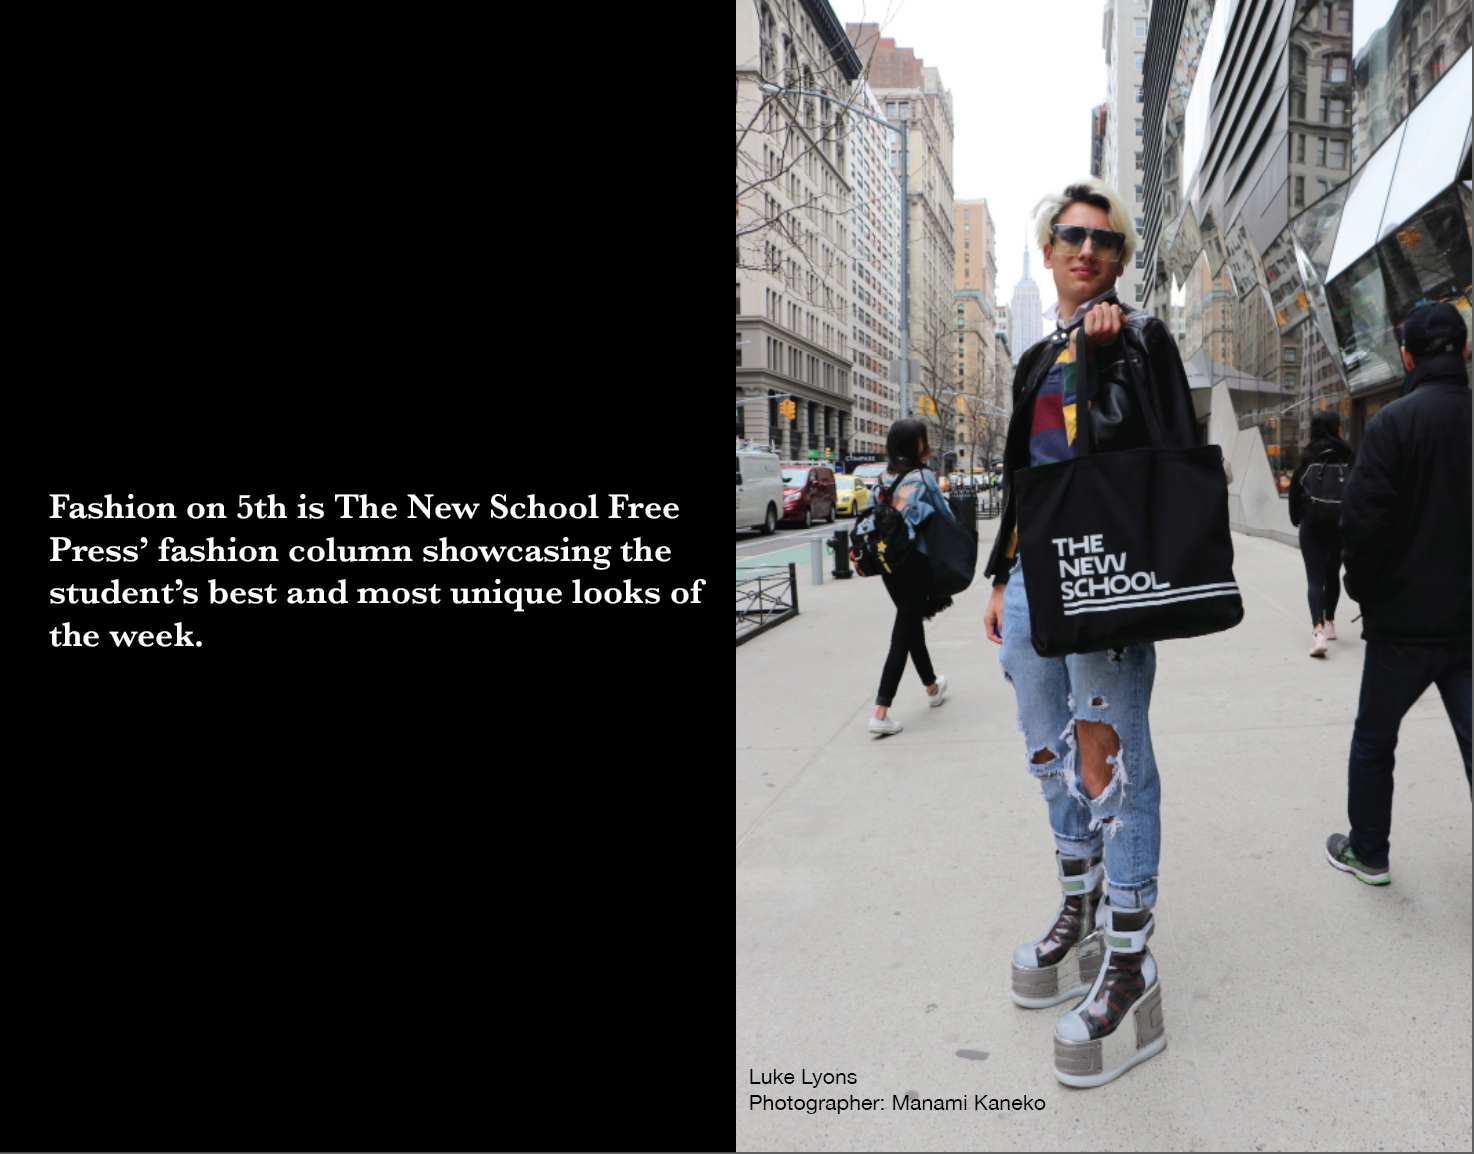 Fashion on 5th is The New School Free
Press’ fashion column showcasing the
student’s best and most unique looks of
the week.
COMPASS
THE
NEW
SCHOOL
Luke Lyons
Photographer: Manami Kaneko